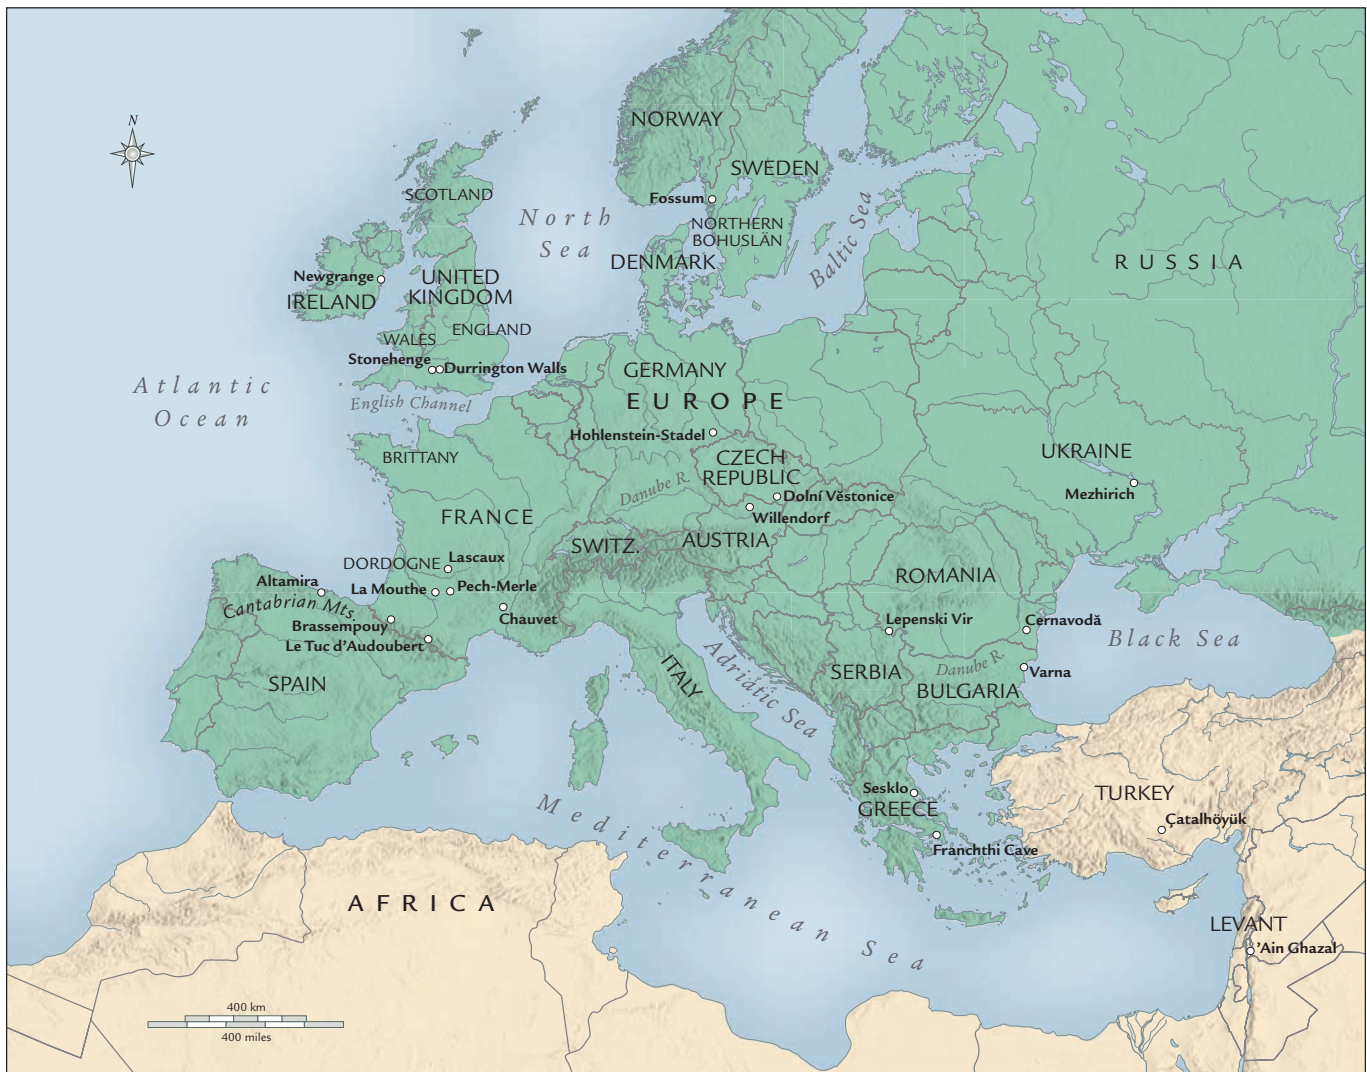 N
NORWAY
SWEDEN
SCOTLAND
Fossum
North
Sea
NORTHERN
BOHUSLÄN
Baltic Sea
DENMARK
RUSSIA
Newgrange
UNITED
KINGDOM
IRELAND
ENGLAND
WALES
Stonehenge
Durrington Walls
GERMANY
Atlantic
Ocean
English Channel
EUROPE
Hohlenstein-Stadel
BRITTANY
CZECH
REPUBLIC
UKRAINE
Danube R.
Dolní Věstonice
Mezhirich
Willendorf
FRANCE
SWITZ.
AUSTRIA
DORDOGNE
Lascaux
Altamira
La Mouthe
Pech-Merle
ROMANIA
Cantabrian Mts.
Brassempouy
Chauvet
Lepenski Vir
Cernavodă
Le Tuc d'Audoubert
Black Sea
SPAIN
ITALY
Adriatic Sea
SERBIA
Danube R.
Varna
BULGARIA
Sesklo
GREECE
TURKEY
Çatalhöyük
Mediterranean Sea
Franchthi Cave
AFRICA
LEVANT
'Ain Ghazal
400 km
400 miles